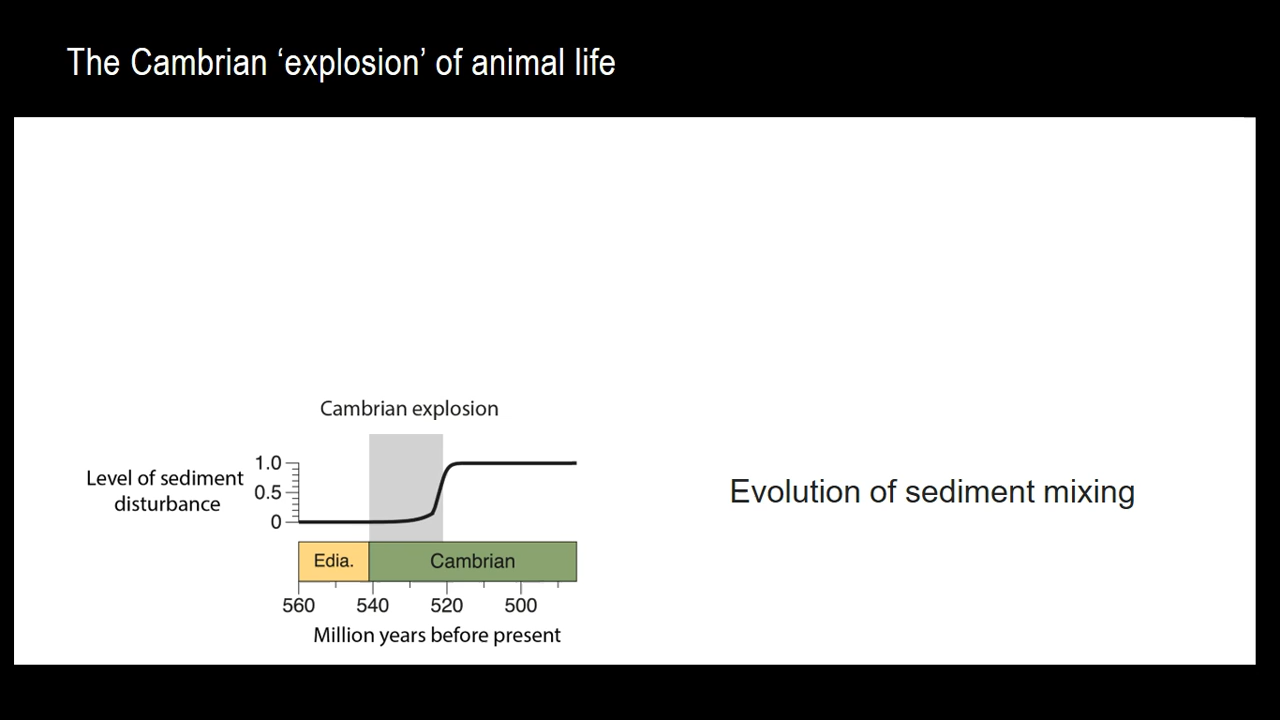 The Cambrian ‘explosion’ of animal life
Cambrian explosion
Level of sediment
disturbance
1.0
0.5
0
Evolution of sediment mixing
Edia.
Cambrian
560
540
520
500
Million years before present